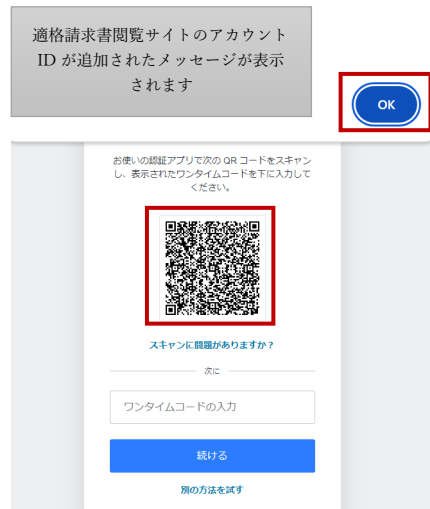 適格請求書閲覧サイトのアカウント
ID が追加されたメッセージが表示
されます
OK
お使いの認証アプリで次の QR コードをスキャン
し、表示されたワンタイムコードを下に入力して
ください。
スキャンに問題がありますか？
次に
ワンタイムコードの入力
続ける
別の方法を試す